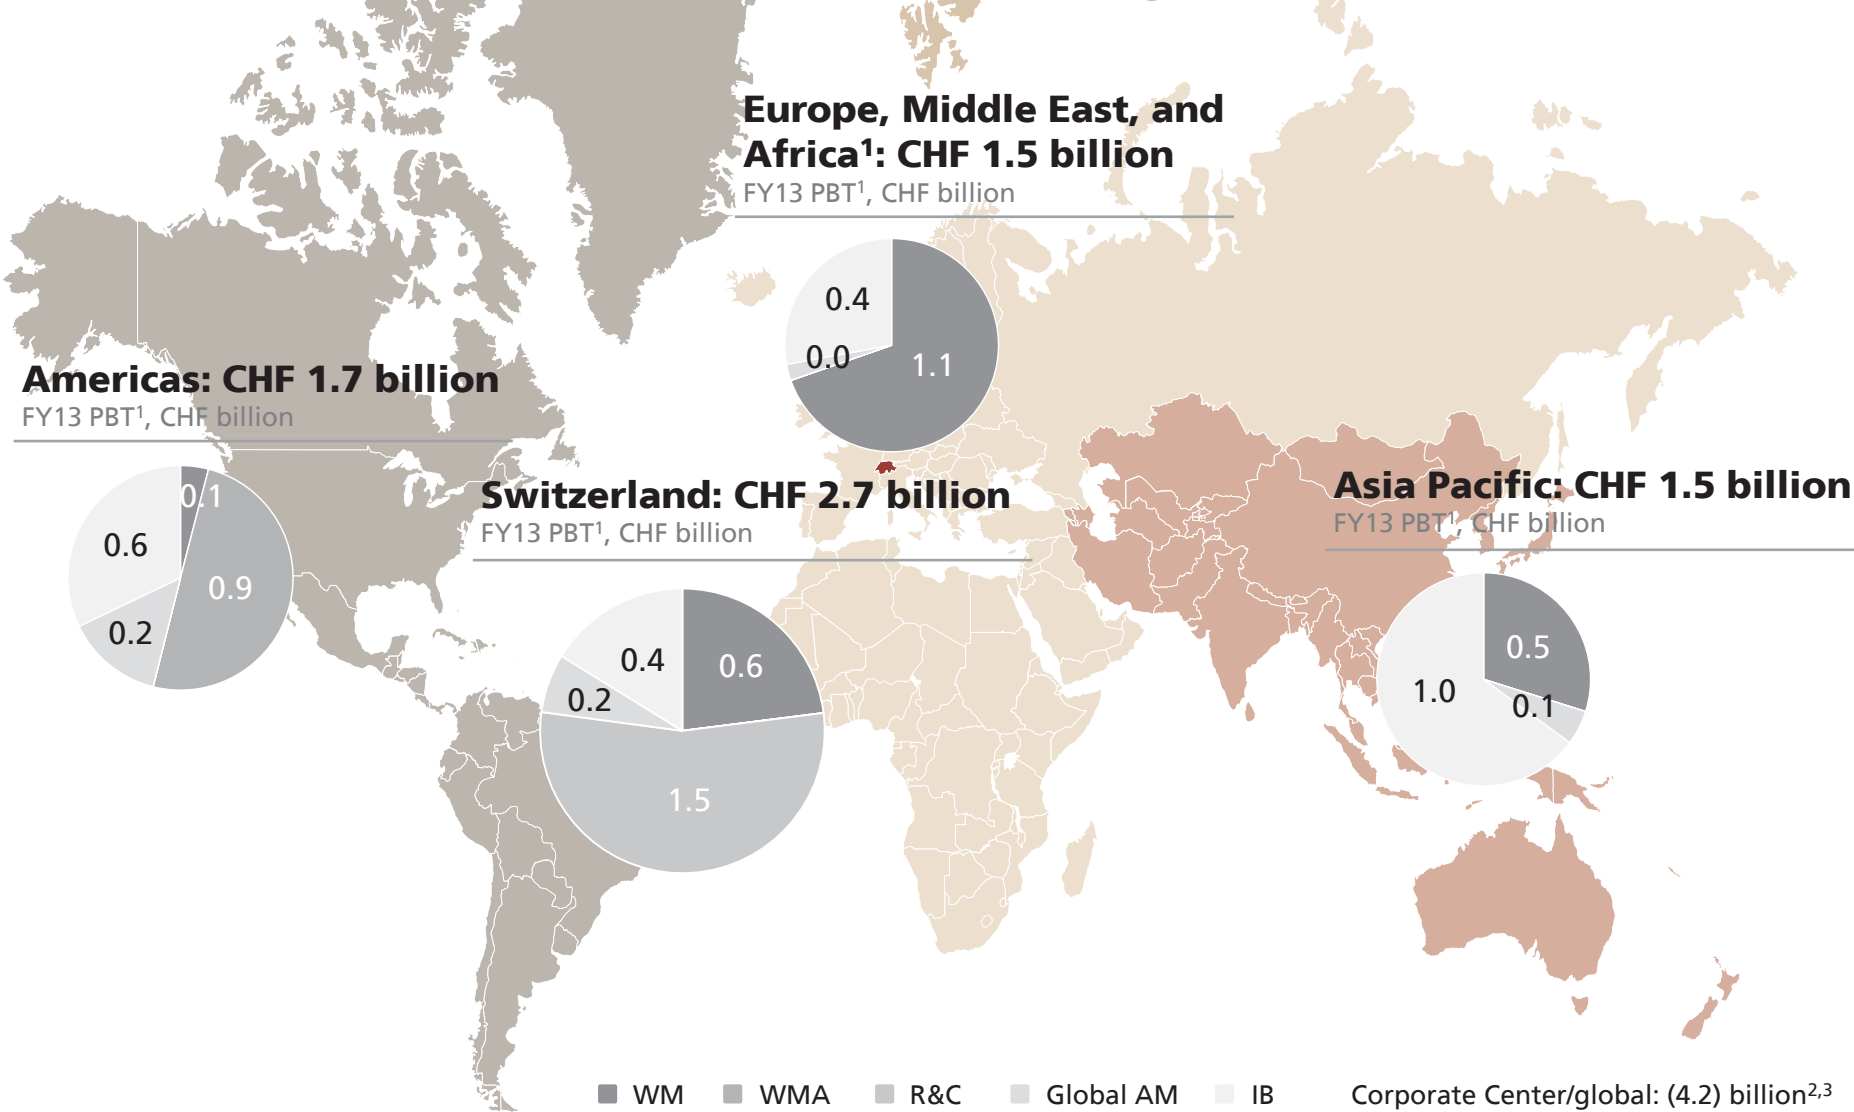 Europe, Middle East, and
Africa¹: CHF 1.5 billion
FY13 PBT¹, CHF billion
0.4
0.0
1.1
Americas: CHF 1.7 billion
FY13 PBT¹, CHF billion
0.1
0.6
0.9
0.2
Switzerland: CHF 2.7 billion
FY13 PBT¹, CHF billion
0.4
0.6
0.2
1.5
Asia Pacific: CHF 1.5 billion
FY13 PBT¹, CHF billion
0.5
1.0
0.1
WM WMA R&C Global AM IB Corporate Center/global: (4.2) billion²,³